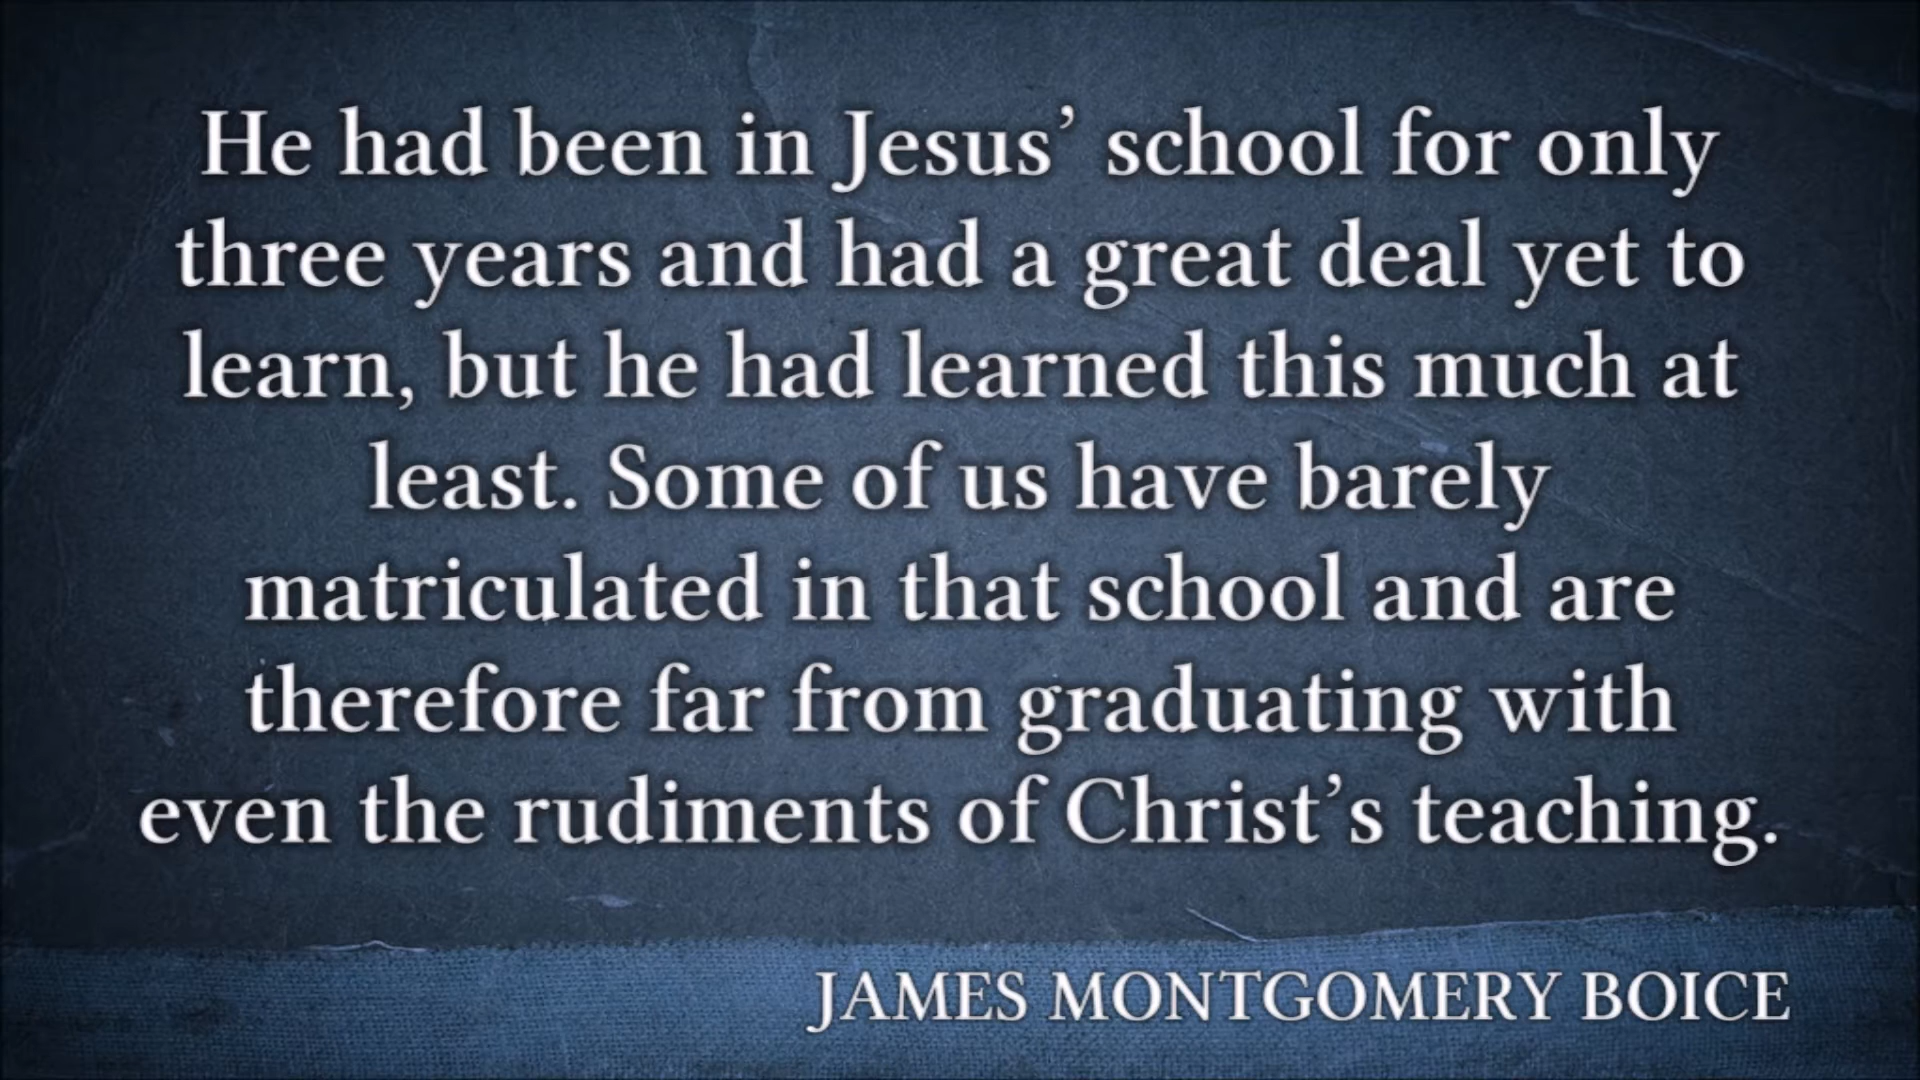 He had been in Jesus’ school for only
three years and had a great deal yet to
learn, but he had learned this much at
least. Some of us have barely
matriculated in that school and are
therefore far from graduating with
even the rudiments of Christ’s teaching.
JAMES MONTGOMERY BOICE